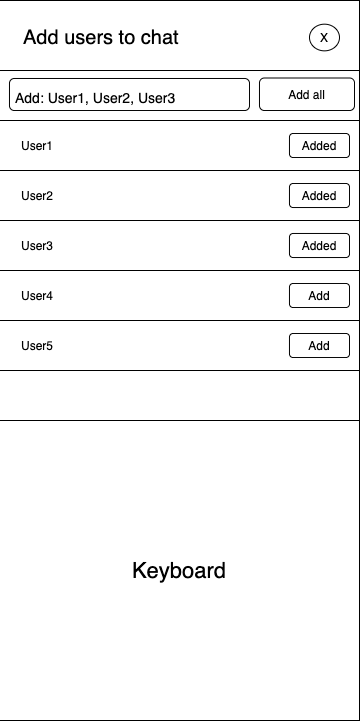 Add users to chat
X
Add: User1, User2, User3
Add all
User1
Added
User2
Added
User3
Added
User4
Add
User5
Add
Keyboard